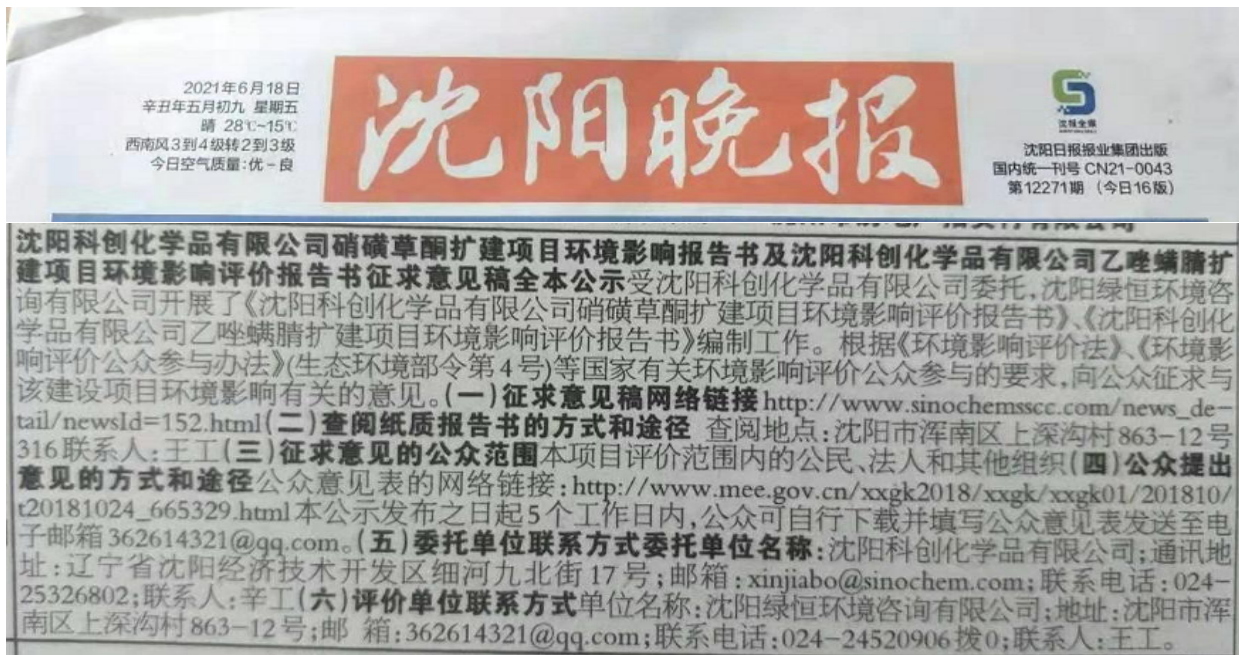 2021年6月18日
辛丑年五月初九 星期五
晴 28℃~15℃
西南风3到4级转2到3级
今日空气质量:优-良
沈阳晚报
沈报全媒
沈阳日报报业集团出版
国内统一刊号 CN21-0043
第12271期 (今日16版)
沈阳科创化学品有限公司硝磺草酮扩建项目环境影响报告书及沈阳科创化学品有限公司乙唑螨腈扩
建项目环境影响评价报告书征求意见稿全本公示受沈阳科创化学品有限公司委托,沈阳绿恒环境咨
询有限公司开展了《沈阳科创化学品有限公司硝磺草酮扩建项目环境影响评价报告书》、《沈阳科创化
学品有限公司乙唑螨腈扩建项目环境影响评价报告书》编制工作。根据《环境影响评价法》、《环境影
响评价公众参与办法》(生态环境部令第4号)等国家有关环境影响评价公众参与的要求,向公众征求与
该建设项目环境影响有关的意见。(一)征求意见稿网络链接http://www.sinochemsscc.com/news_de-
tail/newsId=152.html(二)查阅纸质报告书的方式和途径 查阅地点:沈阳市浑南区上深沟村863-12号
316联系人:王工(三)征求意见的公众范围本项目评价范围内的公民、法人和其他组织(四)公众提出
意见的方式和途径公众意见表的网络链接:http://www.mee.gov.cn/xxgk2018/xxgk/xxgk01/201810/
t20181024_665329.html本公示发布之日起5个工作日内,公众可自行下载并填写公众意见表发送至电
子邮箱362614321@qq.com。(五)委托单位联系方式委托单位名称:沈阳科创化学品有限公司;通讯地
址:辽宁省沈阳经济技术开发区细河九北街17号;邮箱:xinjiabo@sinochem.com;联系电话:024-
25326802;联系人:辛工(六)评价单位联系方式单位名称:沈阳绿恒环境咨询有限公司;地址:沈阳市浑
南区上深沟村863-12号;邮 箱:362614321@qq.com;联系电话:024-24520906拨0;联系人:王工。